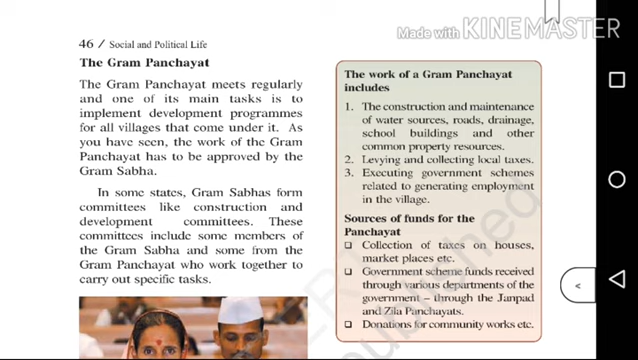 Made with KINEMASTER
46 / Social and Political Life
The Gram Panchayat
The Gram Panchayat meets regularly
and one of its main tasks is to
implement development programmes
for all villages that come under it. As
you have seen, the work of the Gram
Panchayat has to be approved by the
Gram Sabha.
In some states, Gram Sabhas form
committees like construction and
development committees. These
committees include some members of
the Gram Sabha and some from the
Gram Panchayat who work together to
carry out specific tasks.
The work of a Gram Panchayat
includes
1. The construction and maintenance
of water sources, roads, drainage,
school buildings and other
common property resources.
2. Levying and collecting local taxes.
3. Executing government schemes
related to generating employment
in the village.
Sources of funds for the
Panchayat
❑ Collection of taxes on houses,
market places etc.
❑ Government scheme funds received
through various departments of the
government – through the Janpad
and Zila Panchayats.
❑ Donations for community works etc.